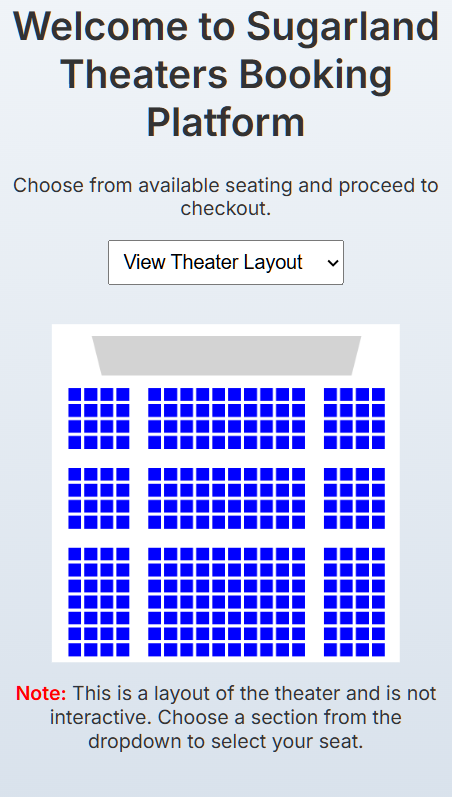 Welcome to Sugarland
Theaters Booking
Platform
Choose from available seating and proceed to
checkout.
View Theater Layout
Note: This is a layout of the theater and is not
interactive. Choose a section from the
dropdown to select your seat.